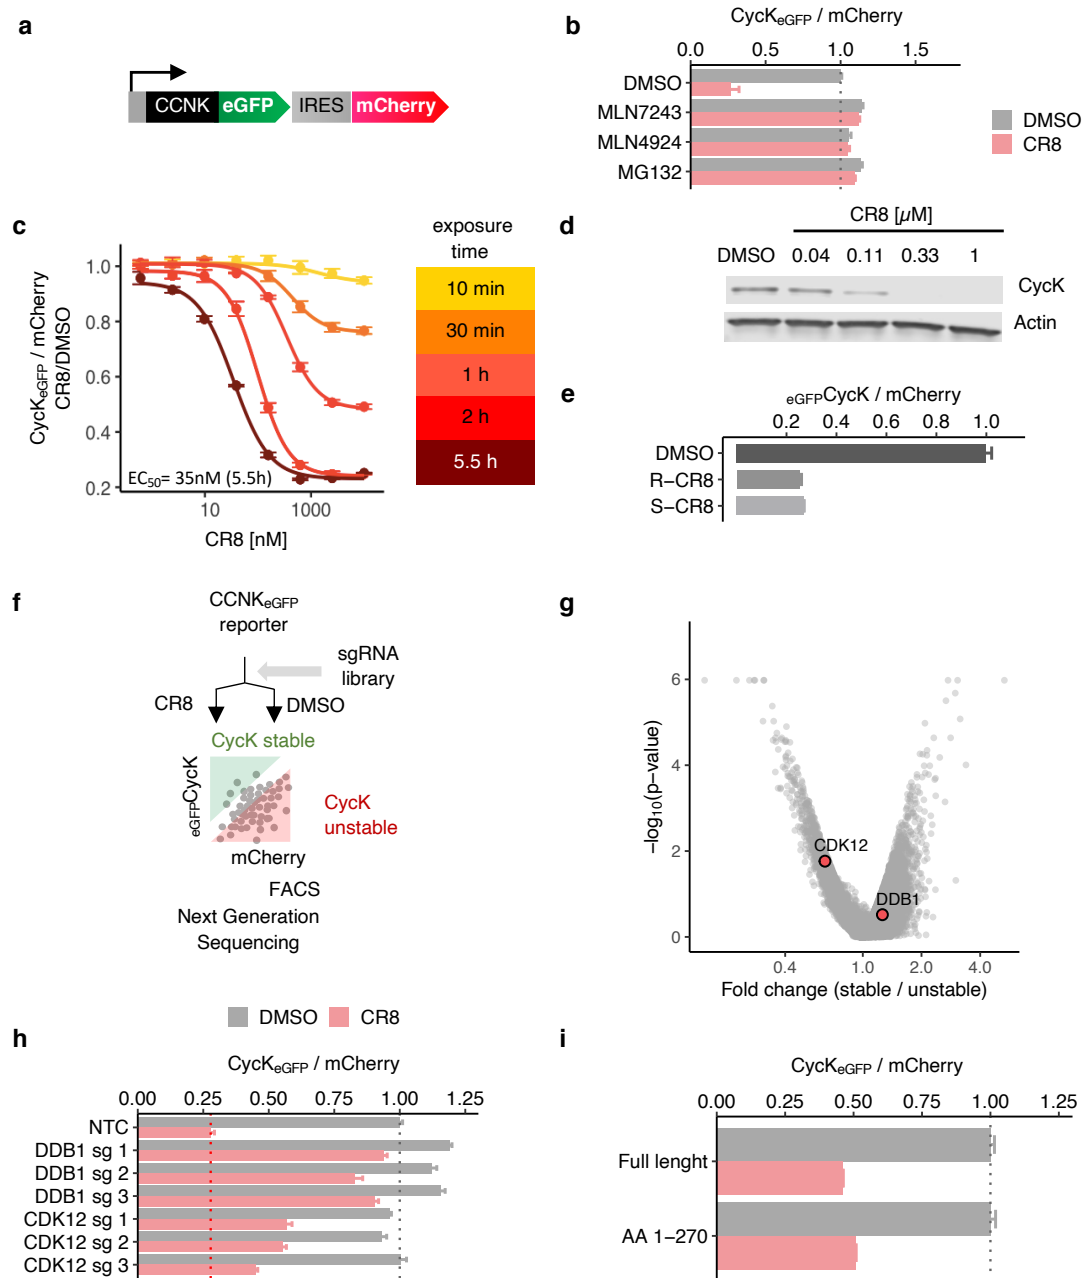 a
CCNK eGFP IRES mCherry
b
CycKeGFP / mCherry
0.0 0.5 1.0 1.5
DMSO
MLN7243
MLN4924
MG132
DMSO
CR8
c
CycKeGFP / mCherry
CR8/DMSO
1.0
0.8
0.6
0.4
0.2
EC50= 35nM (5.5h)
10 1000
CR8 [nM]
exposure
time
10 min
30 min
1 h
2 h
5.5 h
d
CR8 [µM]
DMSO 0.04 0.11 0.33 1
CycK
Actin
e
eGFPCycK / mCherry
0.2 0.4 0.6 0.8 1.0
DMSO
R−CR8
S−CR8
f
CCNKeGFP
reporter
sgRNA
library
CR8 DMSO
CycK stable
eGFPCycK
CycK
unstable
mCherry
FACS
Next Generation
Sequencing
g
−log10(p−value)
6
4
2
0
CDK12
DDB1
0.4 1.0 2.0 4.0
Fold change (stable / unstable)
DMSO CR8
h
CycKeGFP / mCherry
0.00 0.25 0.50 0.75 1.00 1.25
NTC
DDB1 sg 1
DDB1 sg 2
DDB1 sg 3
CDK12 sg 1
CDK12 sg 2
CDK12 sg 3
i
CycKeGFP / mCherry
0.00 0.25 0.50 0.75 1.00 1.25
Full lenght
AA 1−270